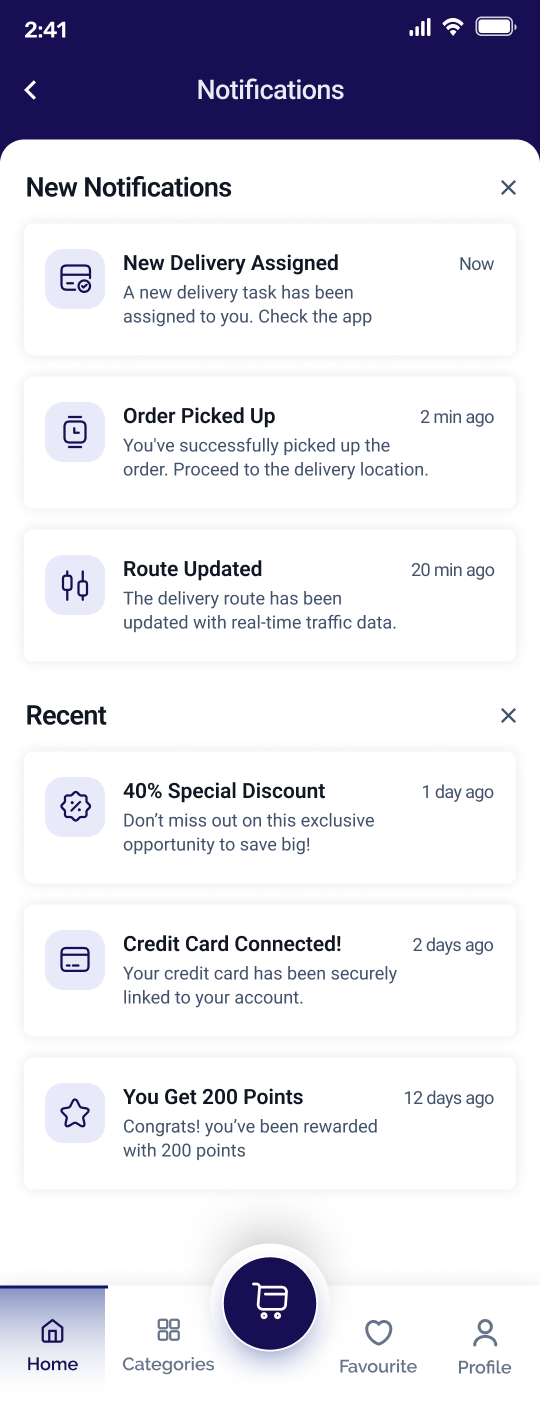 2:41
Notifications
New Notifications
New Delivery Assigned
Now
A new delivery task has been
assigned to you. Check the app
Order Picked Up
2 min ago
You've successfully picked up the
order. Proceed to the delivery location.
Route Updated
20 min ago
The delivery route has been
updated with real-time traffic data.
Recent
40% Special Discount
1 day ago
Don’t miss out on this exclusive
opportunity to save big!
Credit Card Connected!
2 days ago
Your credit card has been securely
linked to your account.
You Get 200 Points
12 days ago
Congrats! you’ve been rewarded
with 200 points
Home
Categories
Favourite
Profile